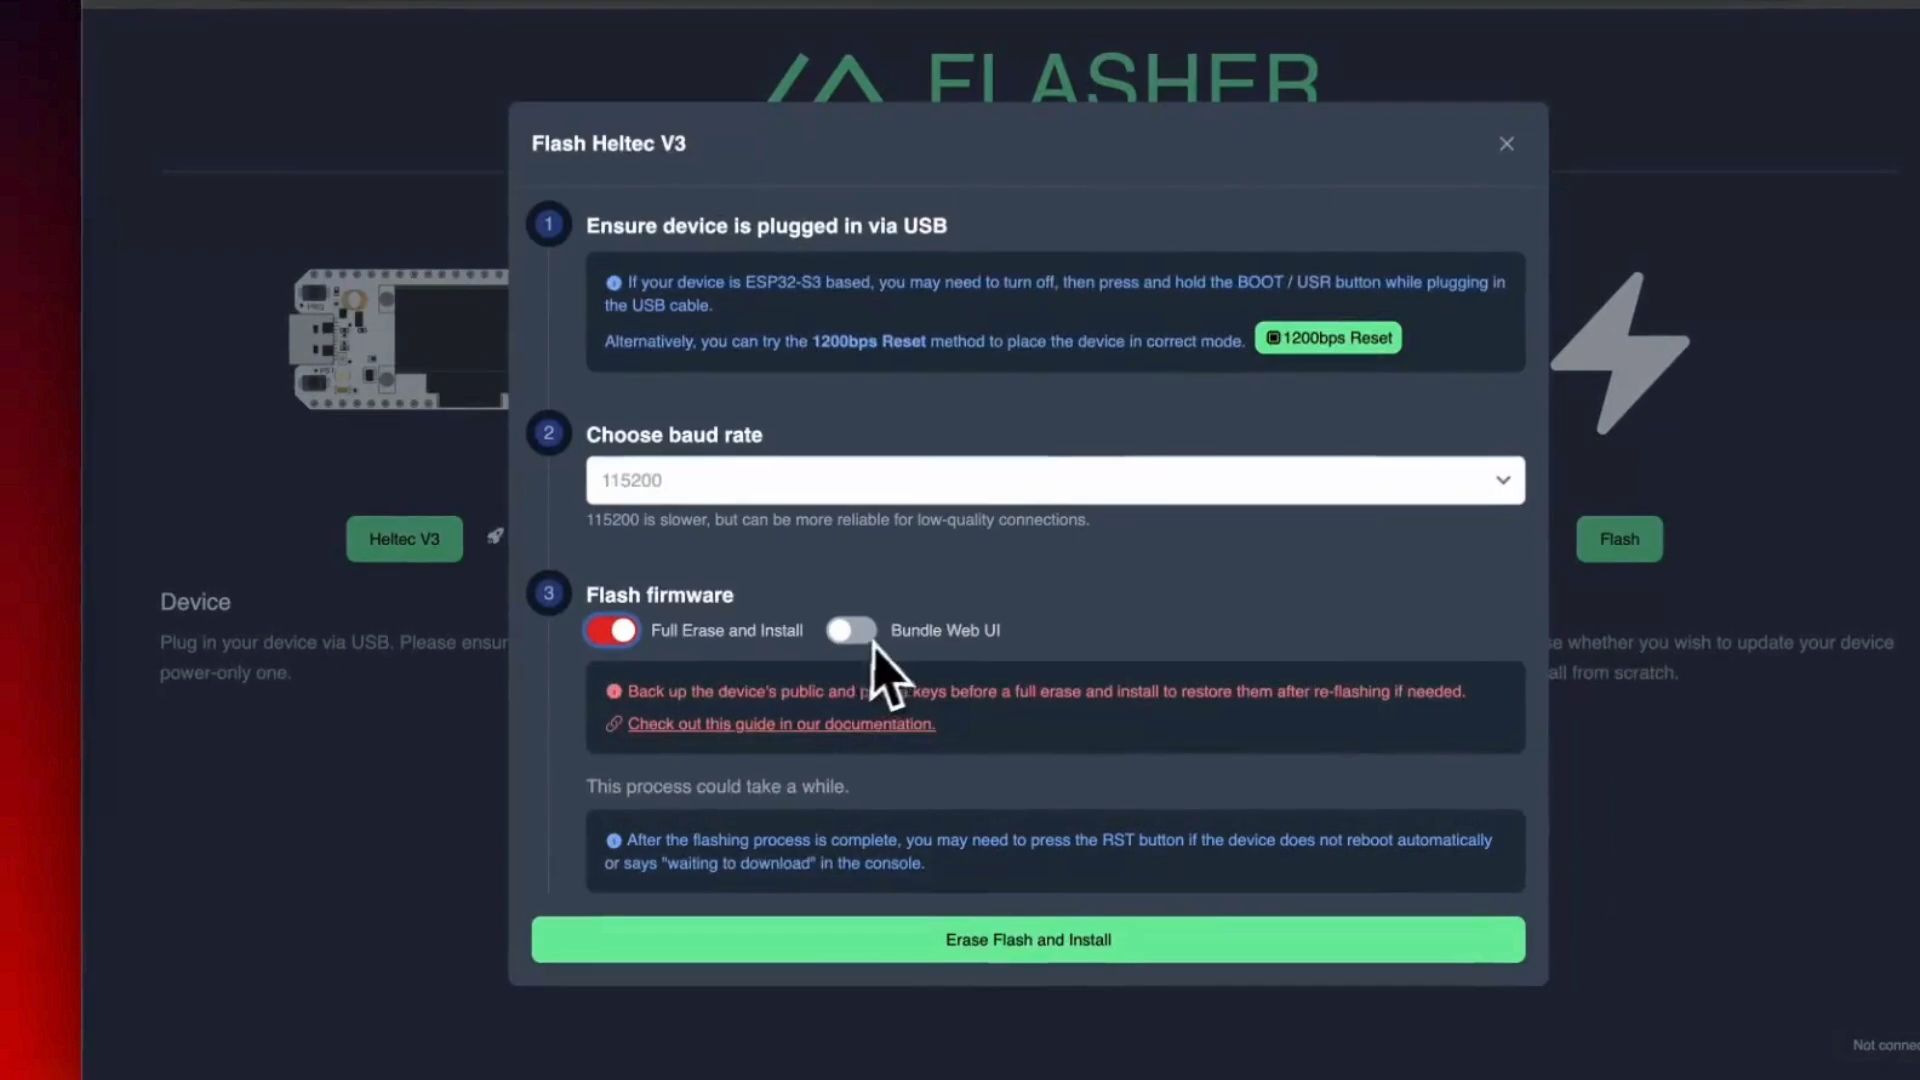 FLASHER
Flash Heltec V3
1
Ensure device is plugged in via USB
If your device is ESP32-S3 based, you may need to turn off, then press and hold the BOOT / USR button while plugging in
the USB cable.
Alternatively, you can try the 1200bps Reset method to place the device in correct mode.
1200bps Reset
2
Choose baud rate
115200
115200 is slower, but can be more reliable for low-quality connections.
Heltec V3
Flash
3
Flash firmware
Full Erase and Install
Bundle Web UI
Device
Plug in your device via USB. Please ensur
power-only one.
se whether you wish to update your device
all from scratch.
Back up the device's public and keys before a full erase and install to restore them after re-flashing if needed.
Check out this guide in our documentation.
This process could take a while.
After the flashing process is complete, you may need to press the RST button if the device does not reboot automatically
or says "waiting to download" in the console.
Erase Flash and Install
Not connec